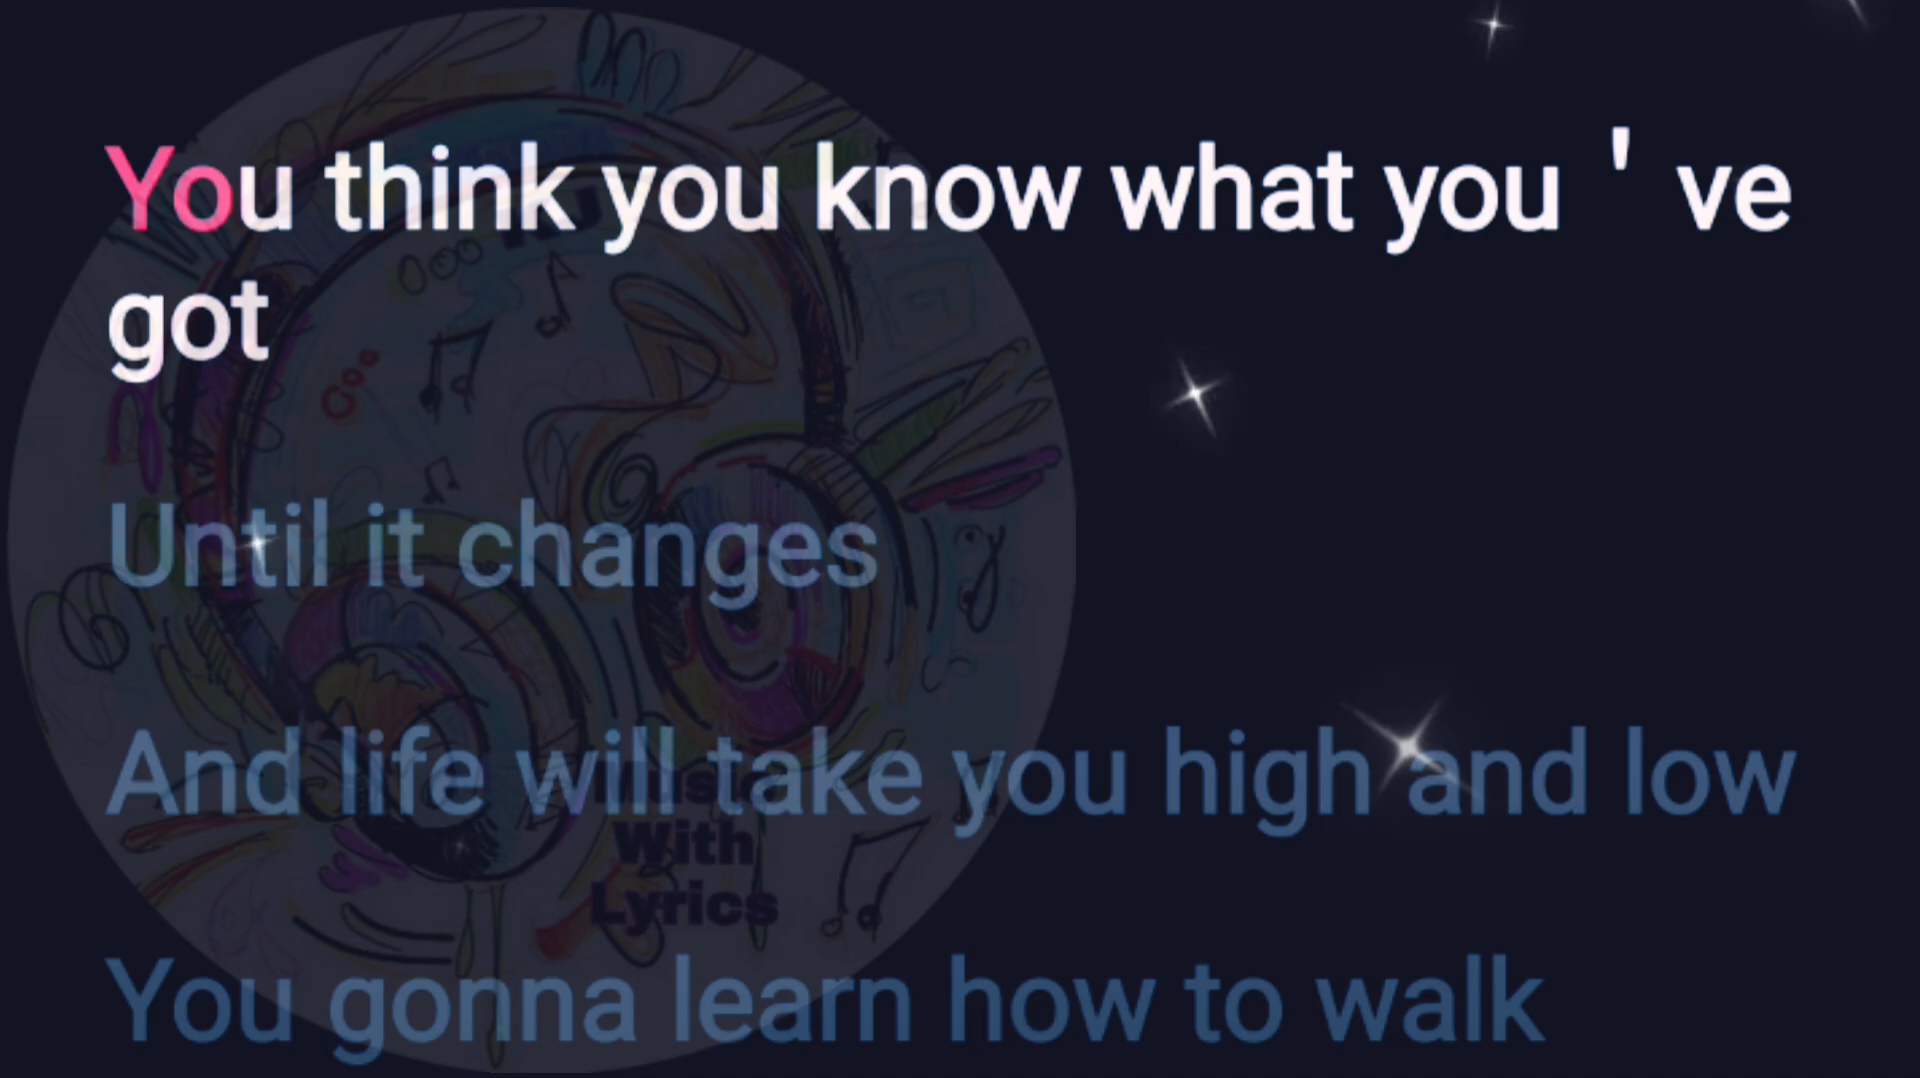 You think you know what you ' ve
got
Until it changes
And life will take you high and low
Music
With
Lyrics
You gonna learn how to walk